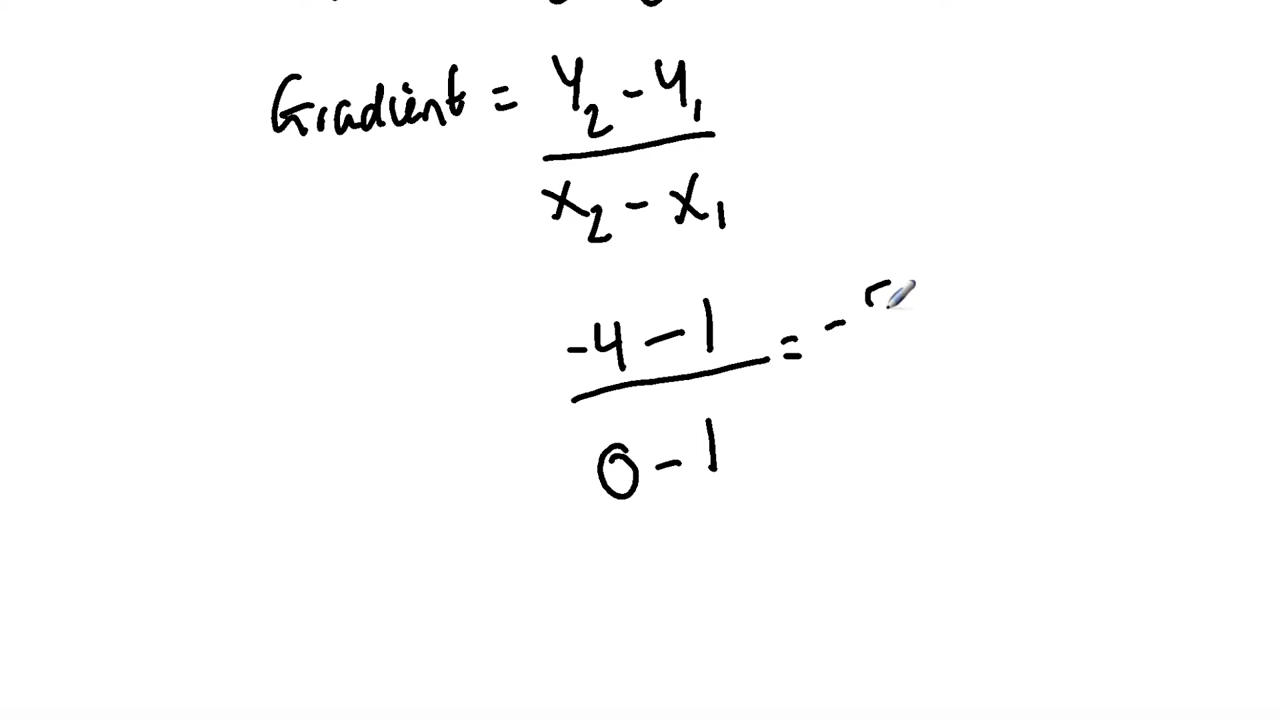 Gradient = y₂ - y₁
x₂ - x₁
-4 - 1 = -
0 - 1